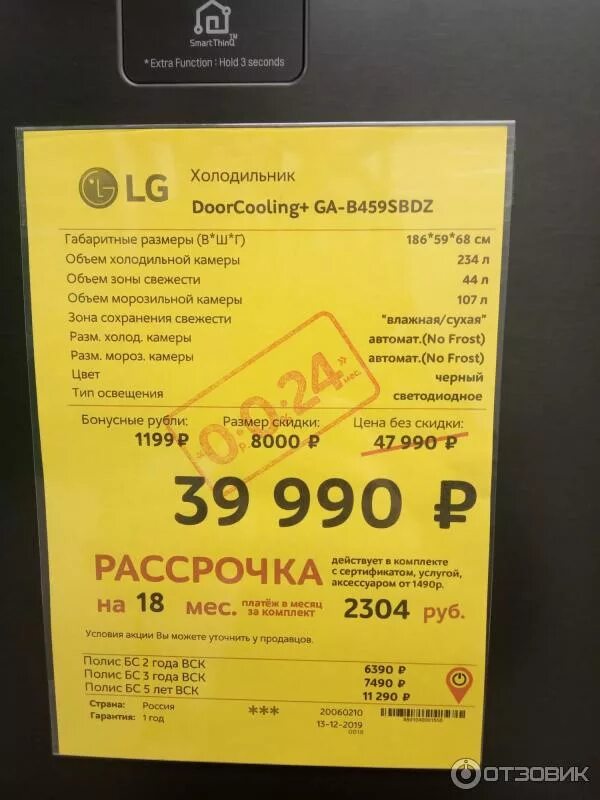 SmartThinQ™
*Extra Function : Hold 3 seconds
LG
Холодильник
DoorCooling+ GA-B459SBDZ
Габаритные размеры (В*Ш*Г) 186*59*68 см
Объем холодильной камеры 234 л
Объем зоны свежести 44 л
Объем морозильной камеры 107 л
Зона сохранения свежести "влажная/сухая"
Разм. холод. камеры автомат.(No Frost)
Разм. мороз. камеры автомат.(No Frost)
Цвет черный
Тип освещения светодиодное
«0:0:24»
р. % мес.
Бонусные рубли: Размер скидки: Цена без скидки:
1199 ₽ 8000 ₽ 47 990 ₽
39 990 ₽
РАССРОЧКА действует в комплекте
с сертификатом, услугой,
аксессуаром от 1490р.
на 18 мес. платёж в месяц
за комплект 2304 руб.
Условия акции Вы можете уточнить у продавцов.
Полис БС 2 года ВСК 6390 ₽
Полис БС 3 года ВСК 7490 ₽
Полис БС 5 лет ВСК 11 290 ₽
Страна: Россия *** 20060210
Гарантия: 1 год 13-12-2019
ОТЗОВИК